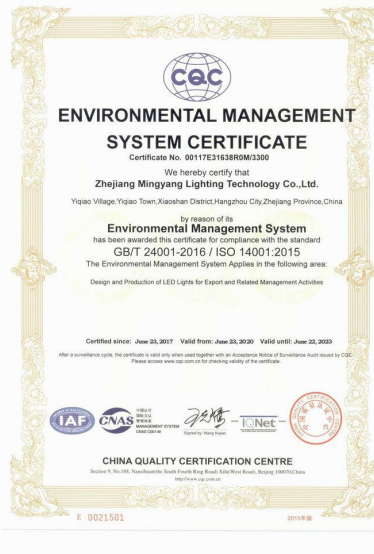 CQC
ENVIRONMENTAL MANAGEMENT
SYSTEM CERTIFICATE
Certificate No. 00117E31638R0M/3300
We hereby certify that
Zhejiang Mingyang Lighting Technology Co.,Ltd.
Yiqiao Village,Yiqiao Town,Xiaoshan District,Hangzhou City,Zhejiang Province,China
by reason of its
Environmental Management System
has been awarded this certificate for compliance with the standard
GB/T 24001-2016 / ISO 14001:2015
The Environmental Management System Applies in the following area:
Design and Production of LED Lights for Export and Related Management Activities
Certified since: June 23, 2017 Valid from: June 23, 2020 Valid until: June 22, 2023
After a surveillance cycle, the certificate is valid only when used together with an Acceptance Notice of Surveillance Audit issued by CQC
Please access www.cqc.com.cn for checking validity of the certificate.
IAF
CNAS
MANAGEMENT SYSTEM
CNAS C001-M
Signed by: Wang Kejiao
IQNet
CHINA QUALITY CERTIFICATION CENTRE
Section 9, No.188, Nansihuan(the South Fourth Ring Road) Xilu(West Road), Beijing 100070,China
http://www.cqc.com.cn
E 0021501
2015年版